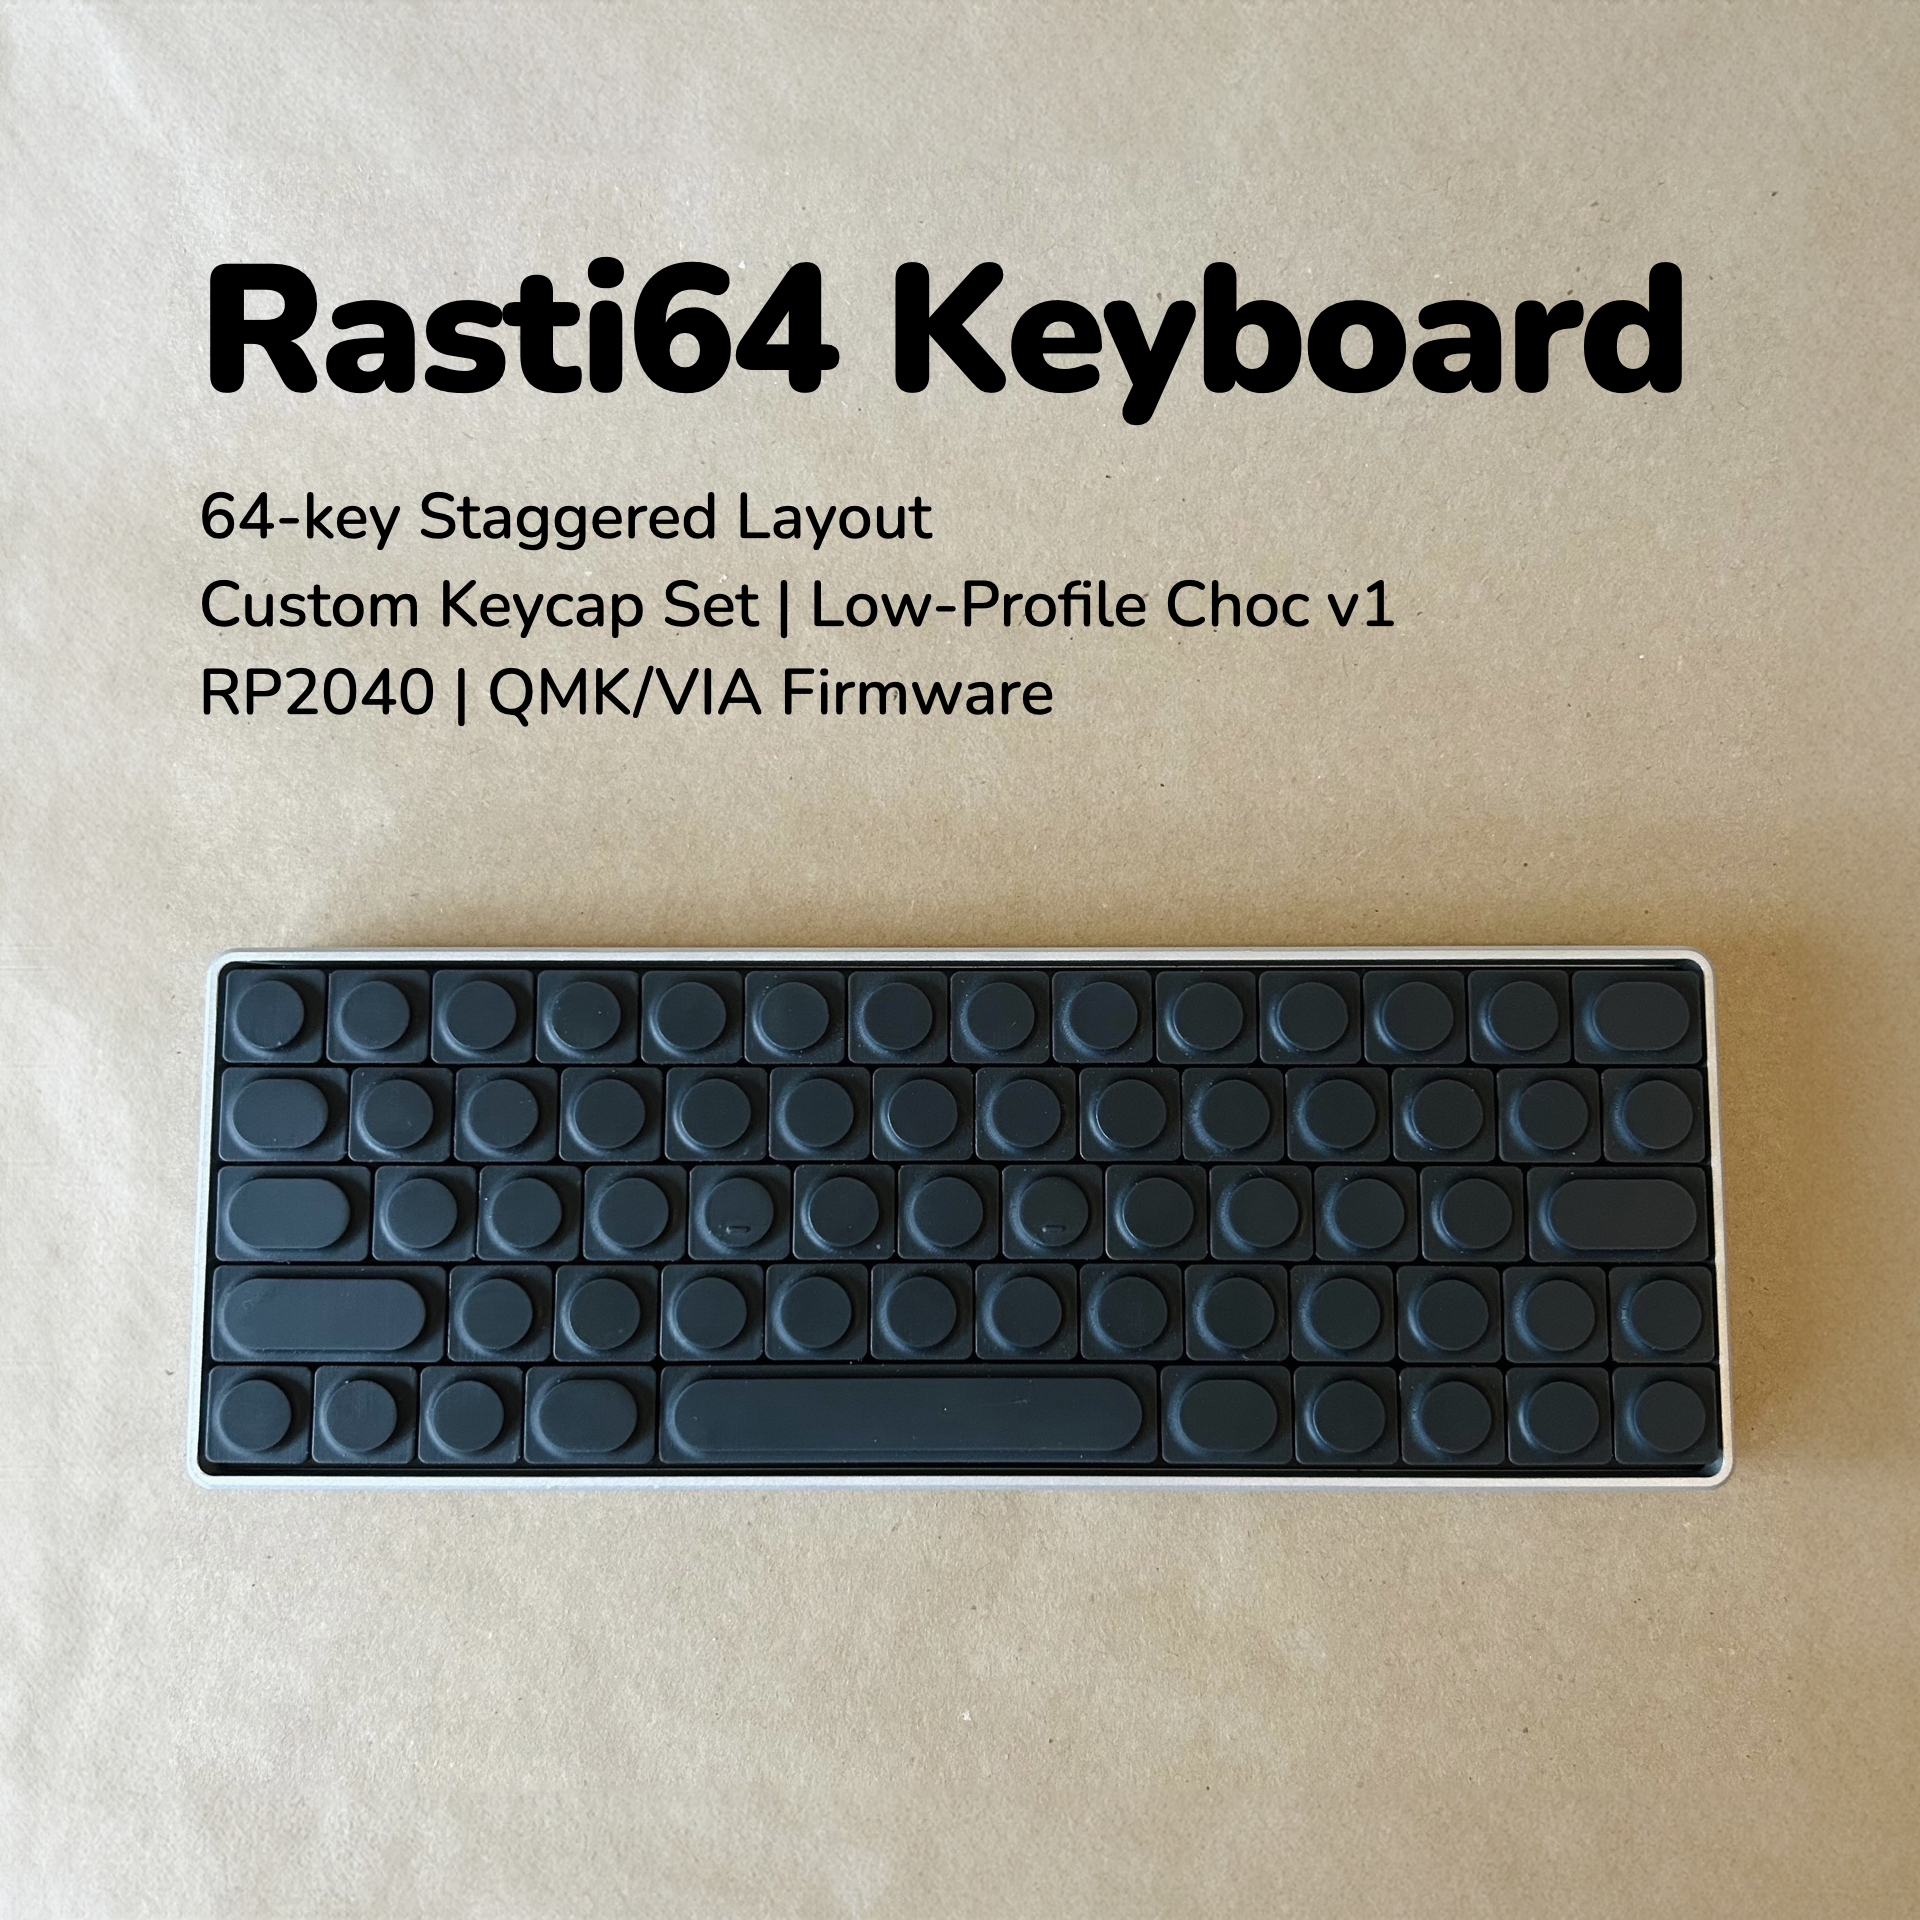 Rasti64 Keyboard
64-key Staggered Layout
Custom Keycap Set | Low-Profile Choc v1
RP2040 | QMK/VIA Firmware